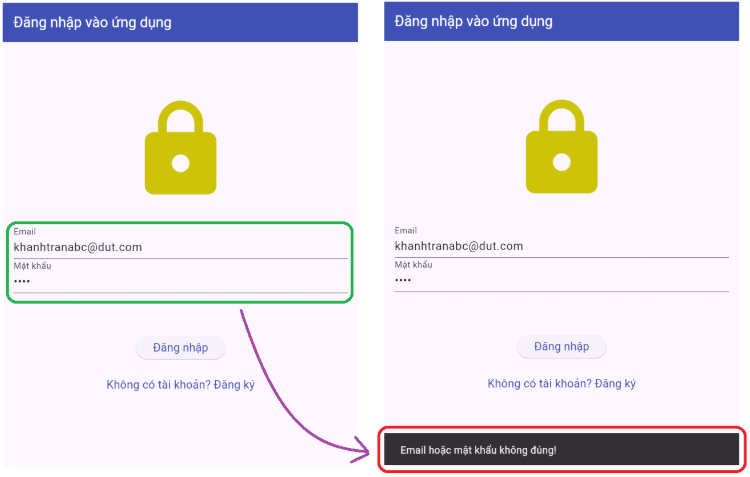 Đăng nhập vào ứng dụng
Email
khanhtranabc@dut.com
Mật khẩu
••••
Đăng nhập
Không có tài khoản? Đăng ký
Đăng nhập vào ứng dụng
Email
khanhtranabc@dut.com
Mật khẩu
••••
Đăng nhập
Không có tài khoản? Đăng ký
Email hoặc mật khẩu không đúng!